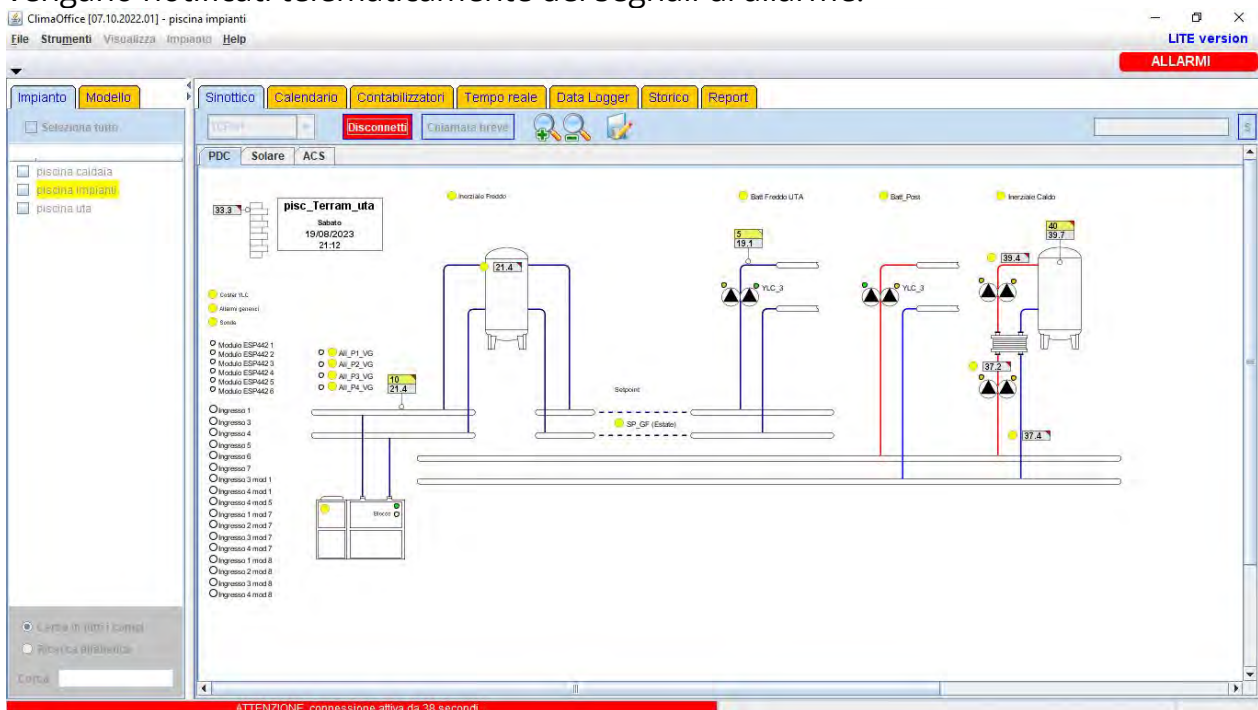 vengano notificati telematicamente dei segnali di allarme.
ClimaOffice [07.10.2022.01] - piscina impianti
File Strumenti Visualizza Impianto Help
LITE version
ALLARMI
Impianto Modello
Sinottico Calendario Contabilizzatori Tempo reale Data Logger Storico Report
Seleziona tutto
Disconnetti Chiamata breve
S
PDC Solare ACS
piscina caldaia
piscina impianti
piscina uta
Inerziale Freddo
Batt Freddo UTA
Batt_Post
Inerziale Caldo
33.3
pisc_Terram_uta
Sabato
19/08/2023
21:12
5
19.1
40
39.7
39.4
21.4
YLC_3
YLC_3
Coster YLC
Allarmi generici
Sonde
Modulo ESP442 1
Modulo ESP442 2
Modulo ESP442 3
Modulo ESP442 4
Modulo ESP442 5
Modulo ESP442 6
All_P1_VG
All_P2_VG
All_P3_VG
All_P4_VG
10
21.4
37.2
Setpoint
SP_GF (Estate)
37.4
Ingresso 1
Ingresso 3
Ingresso 4
Ingresso 5
Ingresso 6
Ingresso 7
Ingresso 3 mod 1
Ingresso 4 mod 1
Ingresso 4 mod 5
Ingresso 1 mod 7
Ingresso 2 mod 7
Ingresso 3 mod 7
Ingresso 4 mod 7
Ingresso 1 mod 8
Ingresso 2 mod 8
Ingresso 3 mod 8
Ingresso 4 mod 8
Blocco
Cerca in tutti i campi
Ricerca alfabetica
Cerca
ATTENZIONE, connessione attiva da 38 secondi